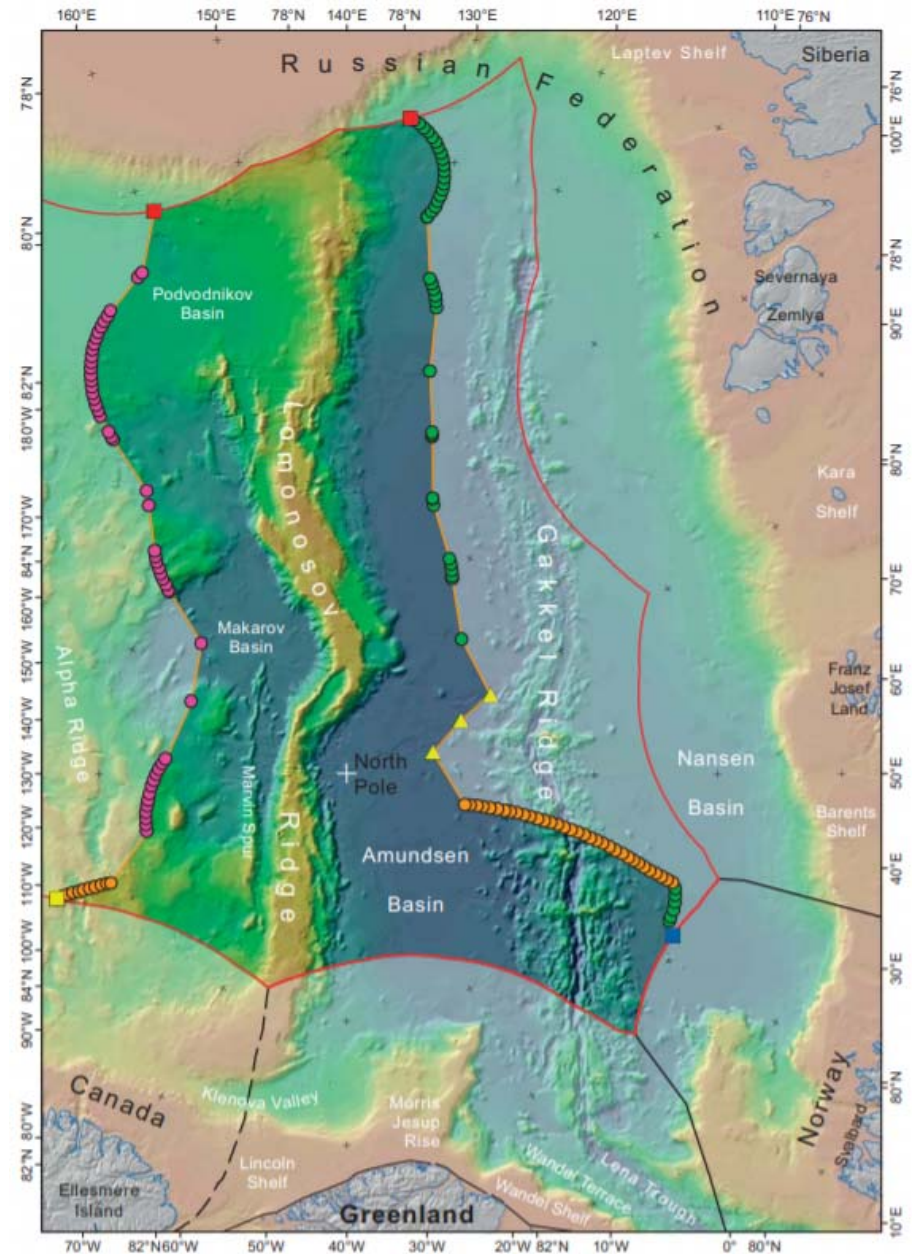 160°E 150°E 78°N 140°E 78°N 130°E 120°E 110°E 76°N
Russian Federation
Laptev Shelf
Siberia
78°N
76°N
100°E
80°N
78°N
Severnaya
Zemlya
Podvodnikov
Basin
90°E
82°N
180°W
Lomonosov
80°N
Kara
Shelf
170°W
Gakkel Ridge
84°N
70°E
160°W
Makarov
Basin
150°W
60°E
Franz
Josef
Land
Alpha Ridge
140°W
Nansen
Basin
North
Pole
130°W
50°E
Marvin Spur
Barents
Shelf
120°W
Ridge
Amundsen
Basin
40°E
110°W
100°W
30°E
84°N
90°W
Canada
Klenova Valley
Morris
Jesup
Rise
Norway
80°N
Svalbard
80°W
82°N
Lincoln
Shelf
Wandel Terrace
Lena Trough
Wandel Shelf
Ellesmere
Island
Greenland
10°E
70°W 82°N 60°W 50°W 40°W 30°W 20°W 82°N 10°W 0° 80°N